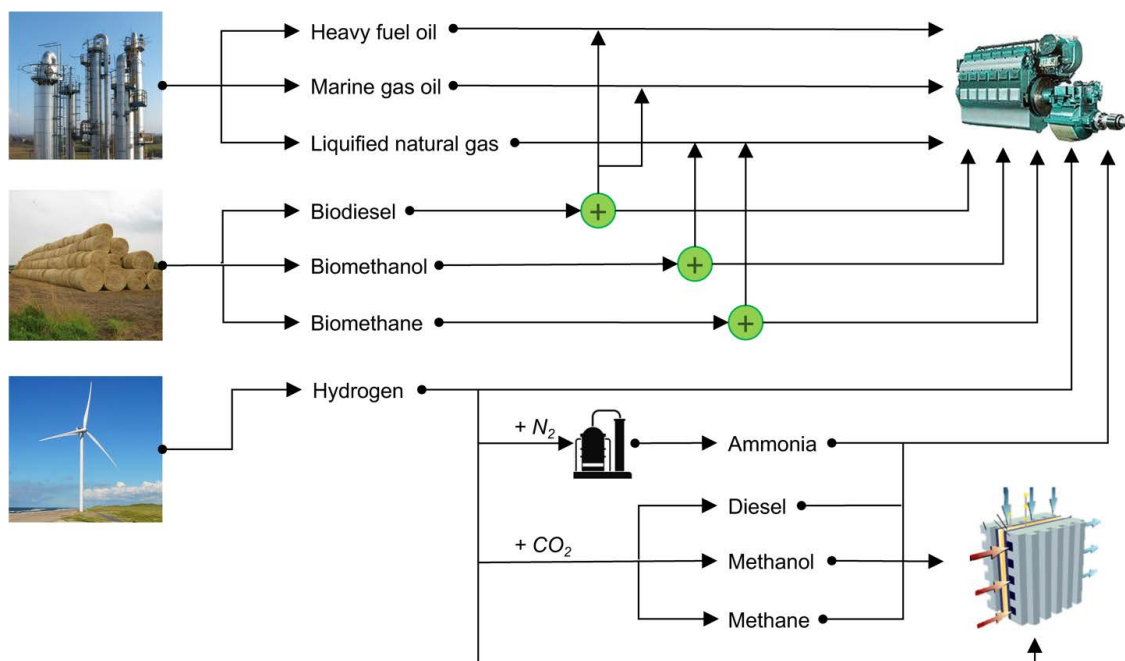 Heavy fuel oil
Marine gas oil
Liquified natural gas
Biodiesel
+
Biomethanol
+
Biomethane
+
Hydrogen
+ N₂
Ammonia
Diesel
+ CO₂
Methanol
Methane